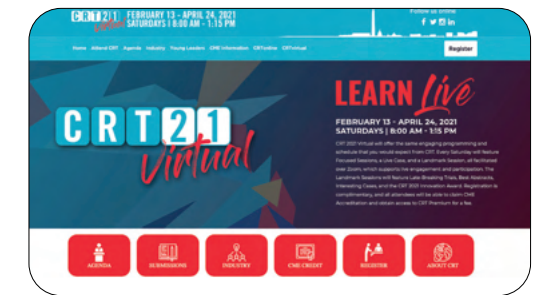 CRT21 Virtual
FEBRUARY 13 - APRIL 24, 2021
SATURDAYS | 8:00 AM - 1:15 PM
Follow us online
Home Attend CRT Agenda Industry Young Leaders CME Information CRTonline CRTvirtual
Register
CRT21
Virtual
LEARN live
FEBRUARY 13 - APRIL 24, 2021
SATURDAYS | 8:00 AM - 1:15 PM
CRT 2021 Virtual will offer the same engaging programming and
schedule that you would expect from CRT. Every Saturday will feature
Focused Sessions, a Live Case, and a Landmark Session, all facilitated
over Zoom, which supports live engagement and participation. The
Landmark Sessions will feature Late-Breaking Trials, Best Abstracts,
Interesting Cases, and the CRT 2021 Innovation Award. Registration is
complimentary, and all attendees will be able to claim CME
Accreditation and obtain access to CRT Premium for a fee.
AGENDA
SUBMISSIONS
INDUSTRY
CME CREDIT
REGISTER
ABOUT CRT